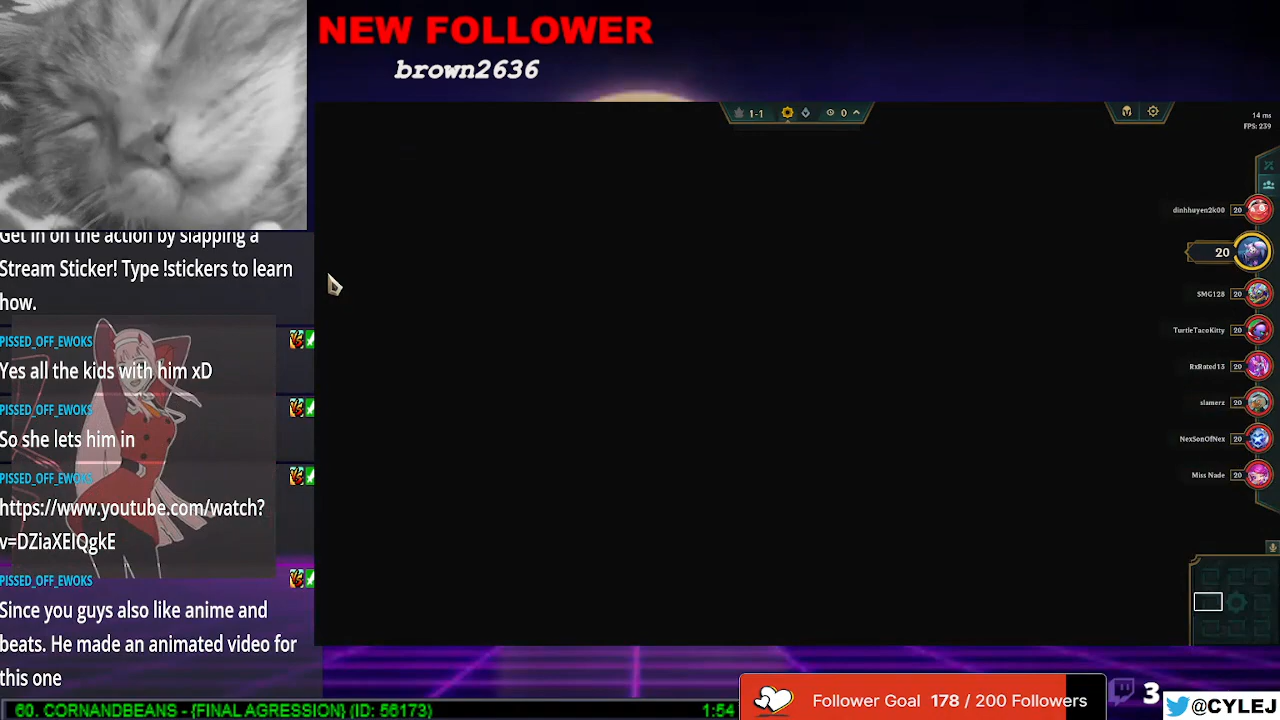 NEW FOLLOWER
brown2636
1-1
0
14 ms
FPS: 239
dinhhuyen2k00 20
20
SMG128 20
TurtleTacoKitty 20
RxRated13 20
slamerz 20
NexSonOfNex 20
Miss Nade 20
Get in on the action by slapping a
Stream Sticker! Type !stickers to learn
how.
PISSED_OFF_EWOKS
Yes all the kids with him xD
PISSED_OFF_EWOKS
So she lets him in
PISSED_OFF_EWOKS
https://www.youtube.com/watch?
v=DZiaXEIQgkE
PISSED_OFF_EWOKS
Since you guys also like anime and
beats. He made an animated video for
this one
60. CORNANDBEANS - {FINAL AGRESSION} (ID: 56173) 1:54
Follower Goal 178 / 200 Followers
3
@CYLEJ